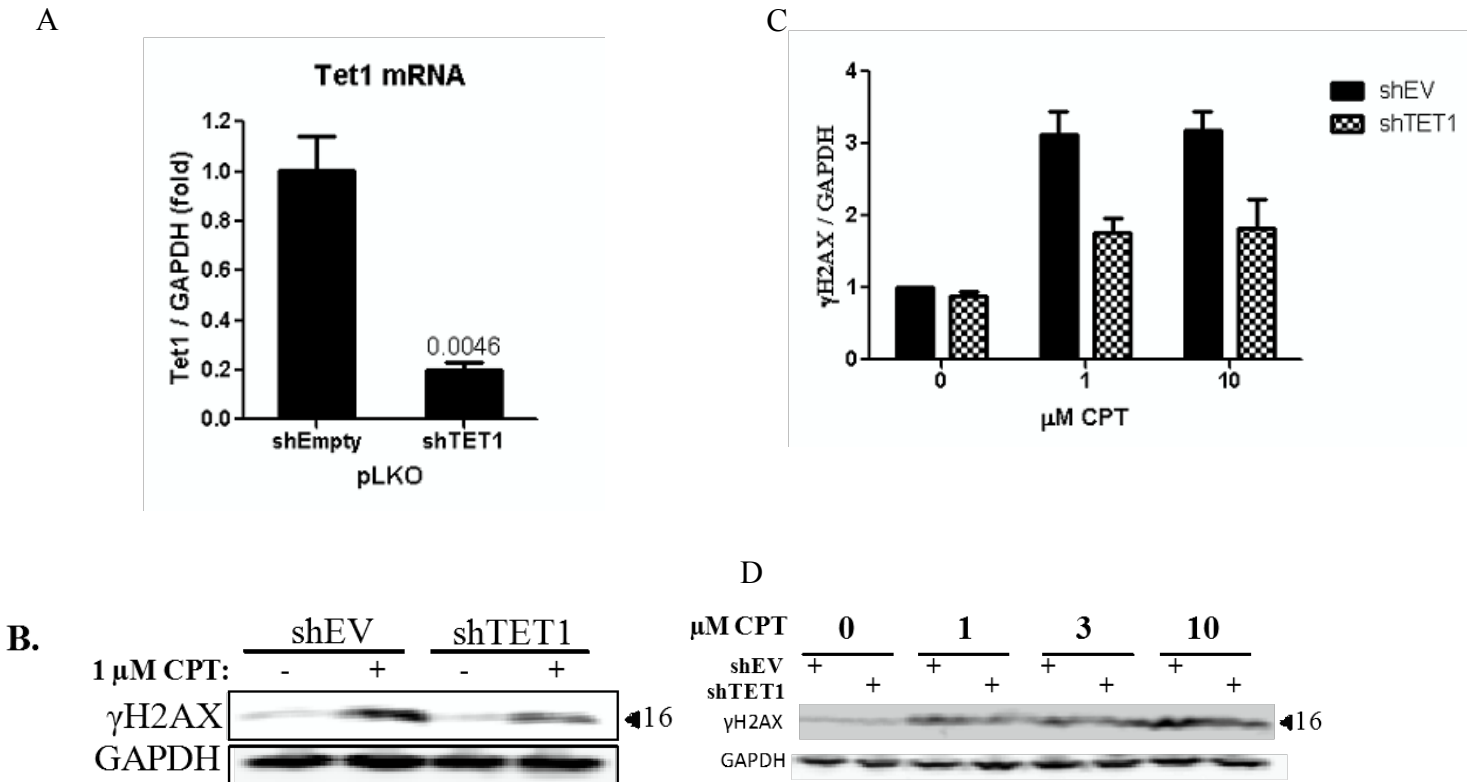 A
Tet1 mRNA
Tet1 / GAPDH (fold)
1.2
1.0
0.8
0.6
0.4
0.2
0.0
0.0046
shEmpty shTET1
pLKO
C
γH2AX / GAPDH
4
3
2
1
0
shEV
shTET1
0 1 10
μM CPT
B.
shEV shTET1
1 μM CPT: - + - +
γH2AX 16
GAPDH
D
μM CPT 0 1 3 10
shEV + + + +
shTET1 + + + +
γH2AX 16
GAPDH